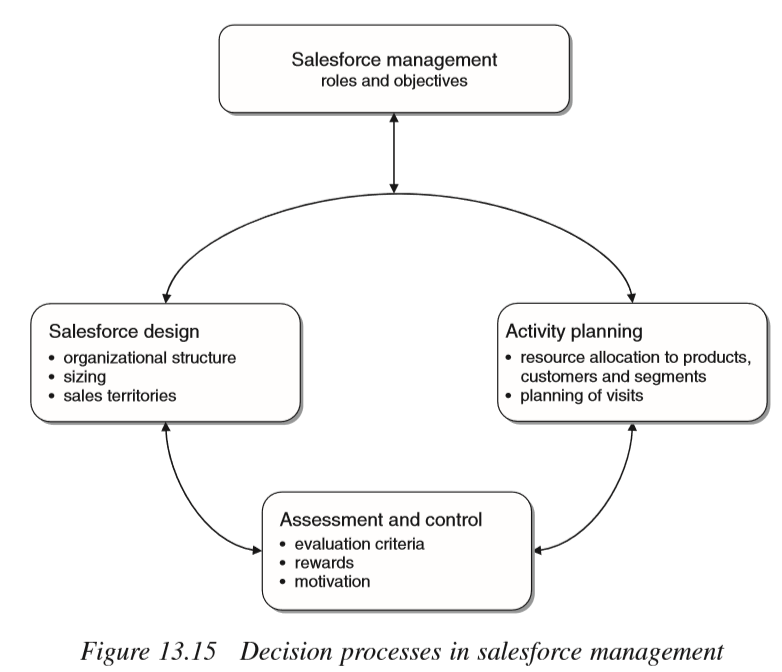 Salesforce management
roles and objectives
Salesforce design
• organizational structure
• sizing
• sales territories
Activity planning
• resource allocation to products,
customers and segments
• planning of visits
Assessment and control
• evaluation criteria
• rewards
• motivation
Figure 13.15 Decision processes in salesforce management